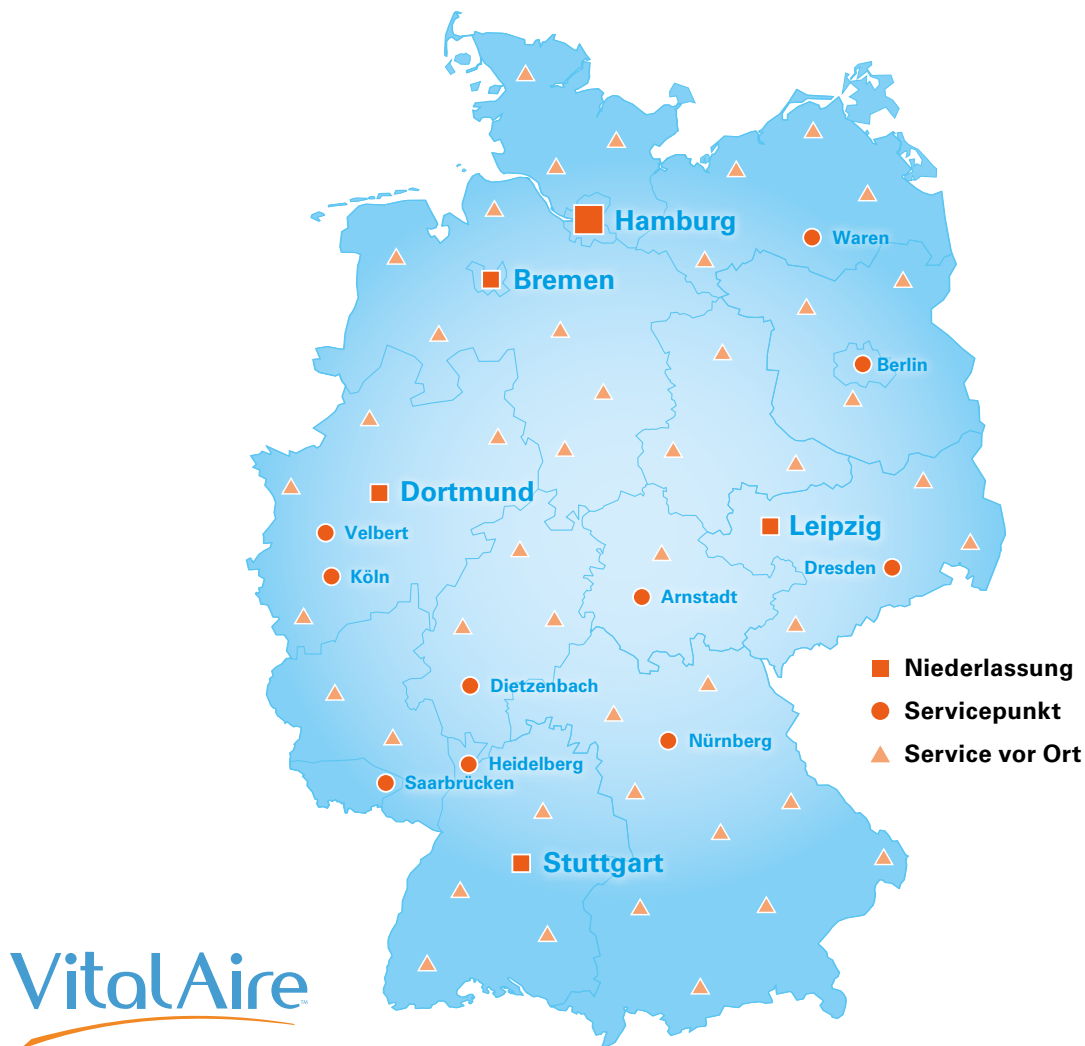 Hamburg
Waren
Bremen
Berlin
Dortmund
Leipzig
Velbert
Dresden
Köln
Arnstadt
Niederlassung
Dietzenbach
Servicepunkt
Nürnberg
Service vor Ort
Heidelberg
Saarbrücken
Stuttgart
VitalAire™